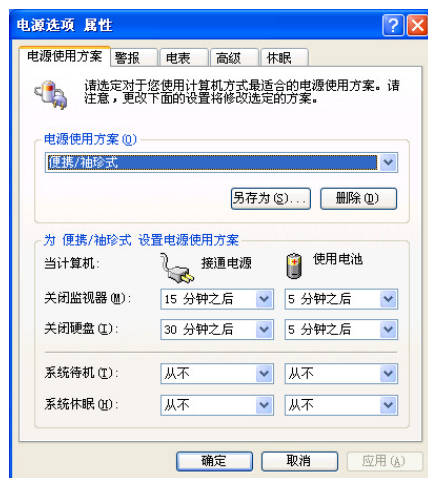 电源选项 属性
电源使用方案 警报 电表 高级 休眠
请选定对于您使用计算机方式最适合的电源使用方案。请
注意，更改下面的设置将修改选定的方案。
电源使用方案(O)
便携/袖珍式
另存为(S)... 删除(D)
为 便携/袖珍式 设置电源使用方案
当计算机: 接通电源 使用电池
关闭监视器(M): 15 分钟之后 5 分钟之后
关闭硬盘(I): 30 分钟之后 5 分钟之后
系统待机(T): 从不 从不
系统休眠(H): 从不 从不
确定 取消 应用(A)